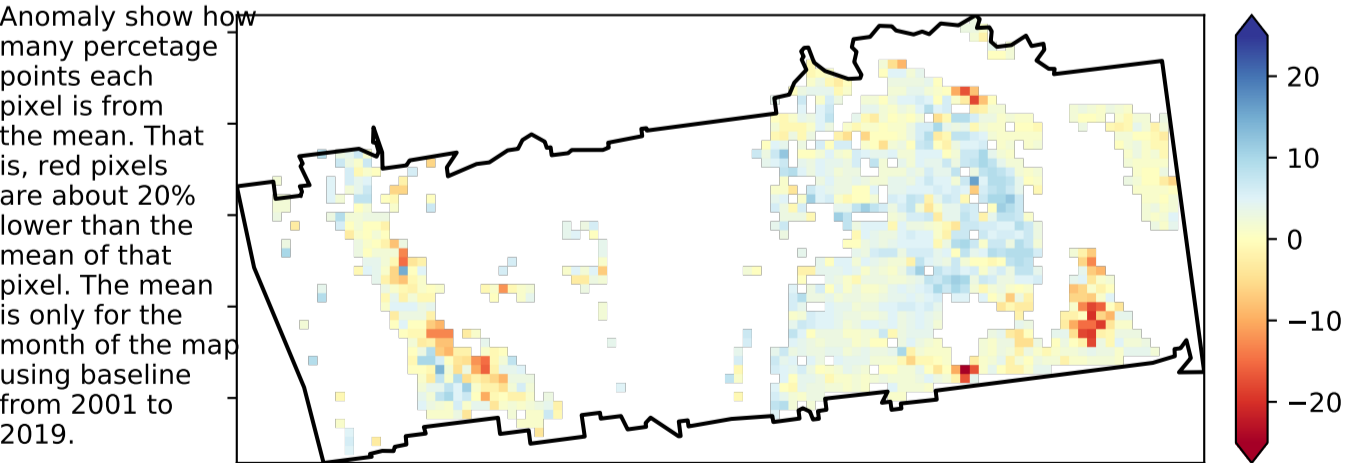 Anomaly show how
many percetage
points each
pixel is from
the mean. That
is, red pixels
are about 20%
lower than the
mean of that
pixel. The mean
is only for the
month of the map
using baseline
from 2001 to
2019.
20
10
0
−10
−20